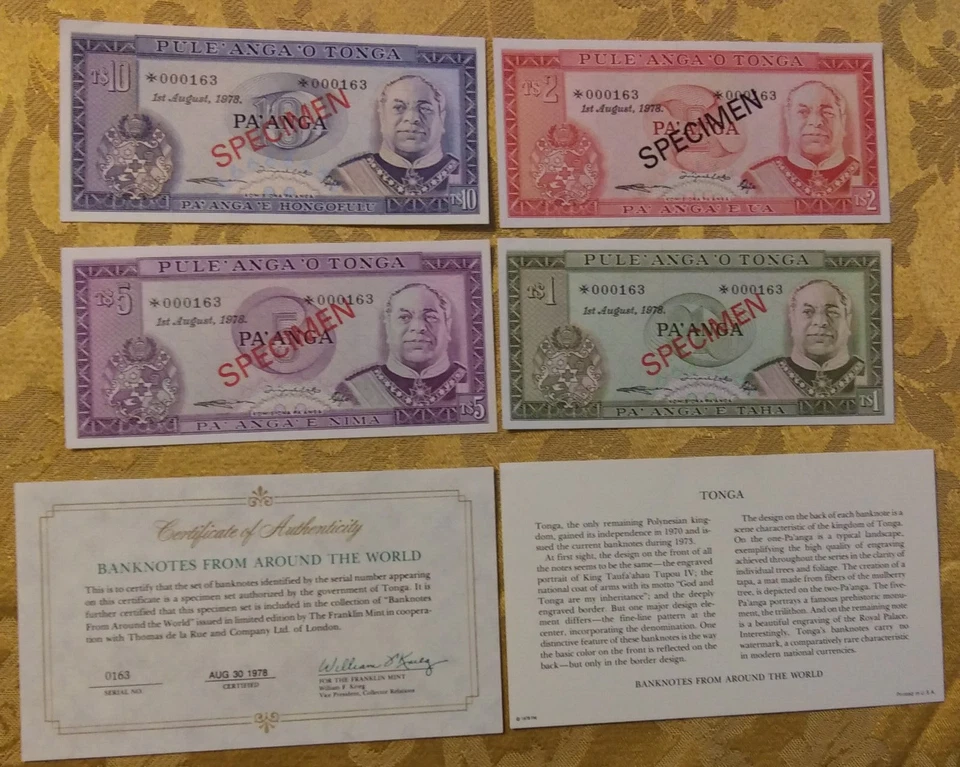 PULE'ANGA 'O TONGA
T$10
*000163 *000163
1st August, 1978.
10
PA'ANGA
SPECIMEN
T$10
PA'ANGA 'E HONGOFULU
PULE'ANGA 'O TONGA
T$2
*000163 *000163
1st August, 1978.
2
PA'ANGA
SPECIMEN
T$2
PA'ANGA 'E UA
PULE'ANGA 'O TONGA
T$5
*000163 *000163
1st August, 1978.
5
PA'ANGA
SPECIMEN
T$5
PA'ANGA 'E NIMA
PULE'ANGA 'O TONGA
T$1
*000163 *000163
1st August, 1978.
PA'ANGA
SPECIMEN
T$1
PA'ANGA 'E TAHA
Certificate of Authenticity
BANKNOTES FROM AROUND THE WORLD
This is to certify that the set of banknotes identified by the serial number appearing
on this certificate is a specimen set authorized by the government of Tonga. It is
further certified that this specimen set is included in the collection of "Banknotes
From Around the World" issued in limited edition by The Franklin Mint in coopera-
tion with Thomas de la Rue and Company Ltd. of London.
0163
SERIAL NO.
AUG 30 1978
CERTIFIED
William F. Krieg
FOR THE FRANKLIN MINT
William F. Krieg
Vice President, Collector Relations
TONGA
Tonga, the only remaining Polynesian king-
dom, gained its independence in 1970 and is-
sued the current banknotes during 1973.
At first sight, the design on the front of all
the notes seems to be the same—the engraved
portrait of King Taufa'ahau Tupou IV; the
national coat of arms with its motto "God and
Tonga are my inheritance"; and the deeply
engraved border. But one major design ele-
ment differs—the fine-line pattern at the
center, incorporating the denomination. One
distinctive feature of these banknotes is the way
the basic color on the front is reflected on the
back—but only in the border design.
The design on the back of each banknote is a
scene characteristic of the kingdom of Tonga.
On the one-Pa'anga is a typical landscape,
exemplifying the high quality of engraving
achieved throughout the series in the clarity of
individual trees and foliage. The creation of a
tapa, a mat made from fibers of the mulberry
tree, is depicted on the two-Pa'anga. The five-
Pa'anga portrays a famous prehistoric monu-
ment, the trilithon. And on the remaining note
is a beautiful engraving of the Royal Palace.
Interestingly, Tonga's banknotes carry no
watermark, a comparatively rare characteristic
in modern national currencies.
BANKNOTES FROM AROUND THE WORLD
© 1978 FM
Printed in U.S.A.